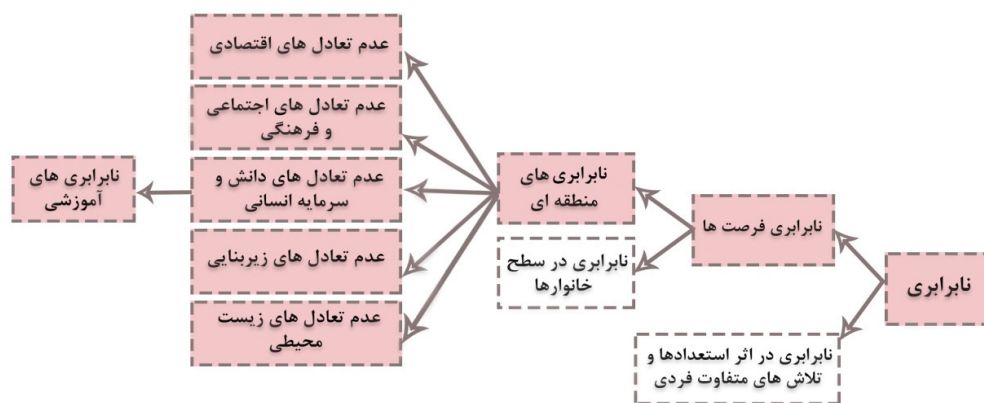 نابرابری
نابرابری فرصت ها
نابرابری در اثر استعدادها و
تلاش های متفاوت فردی
نابرابری های
منطقه ای
نابرابری در سطح
خانوارها
عدم تعادل های اقتصادی
عدم تعادل های اجتماعی
و فرهنگی
عدم تعادل های دانش و
سرمایه انسانی
عدم تعادل های زیربنایی
عدم تعادل های زیست
محیطی
نابرابری های
آموزشی